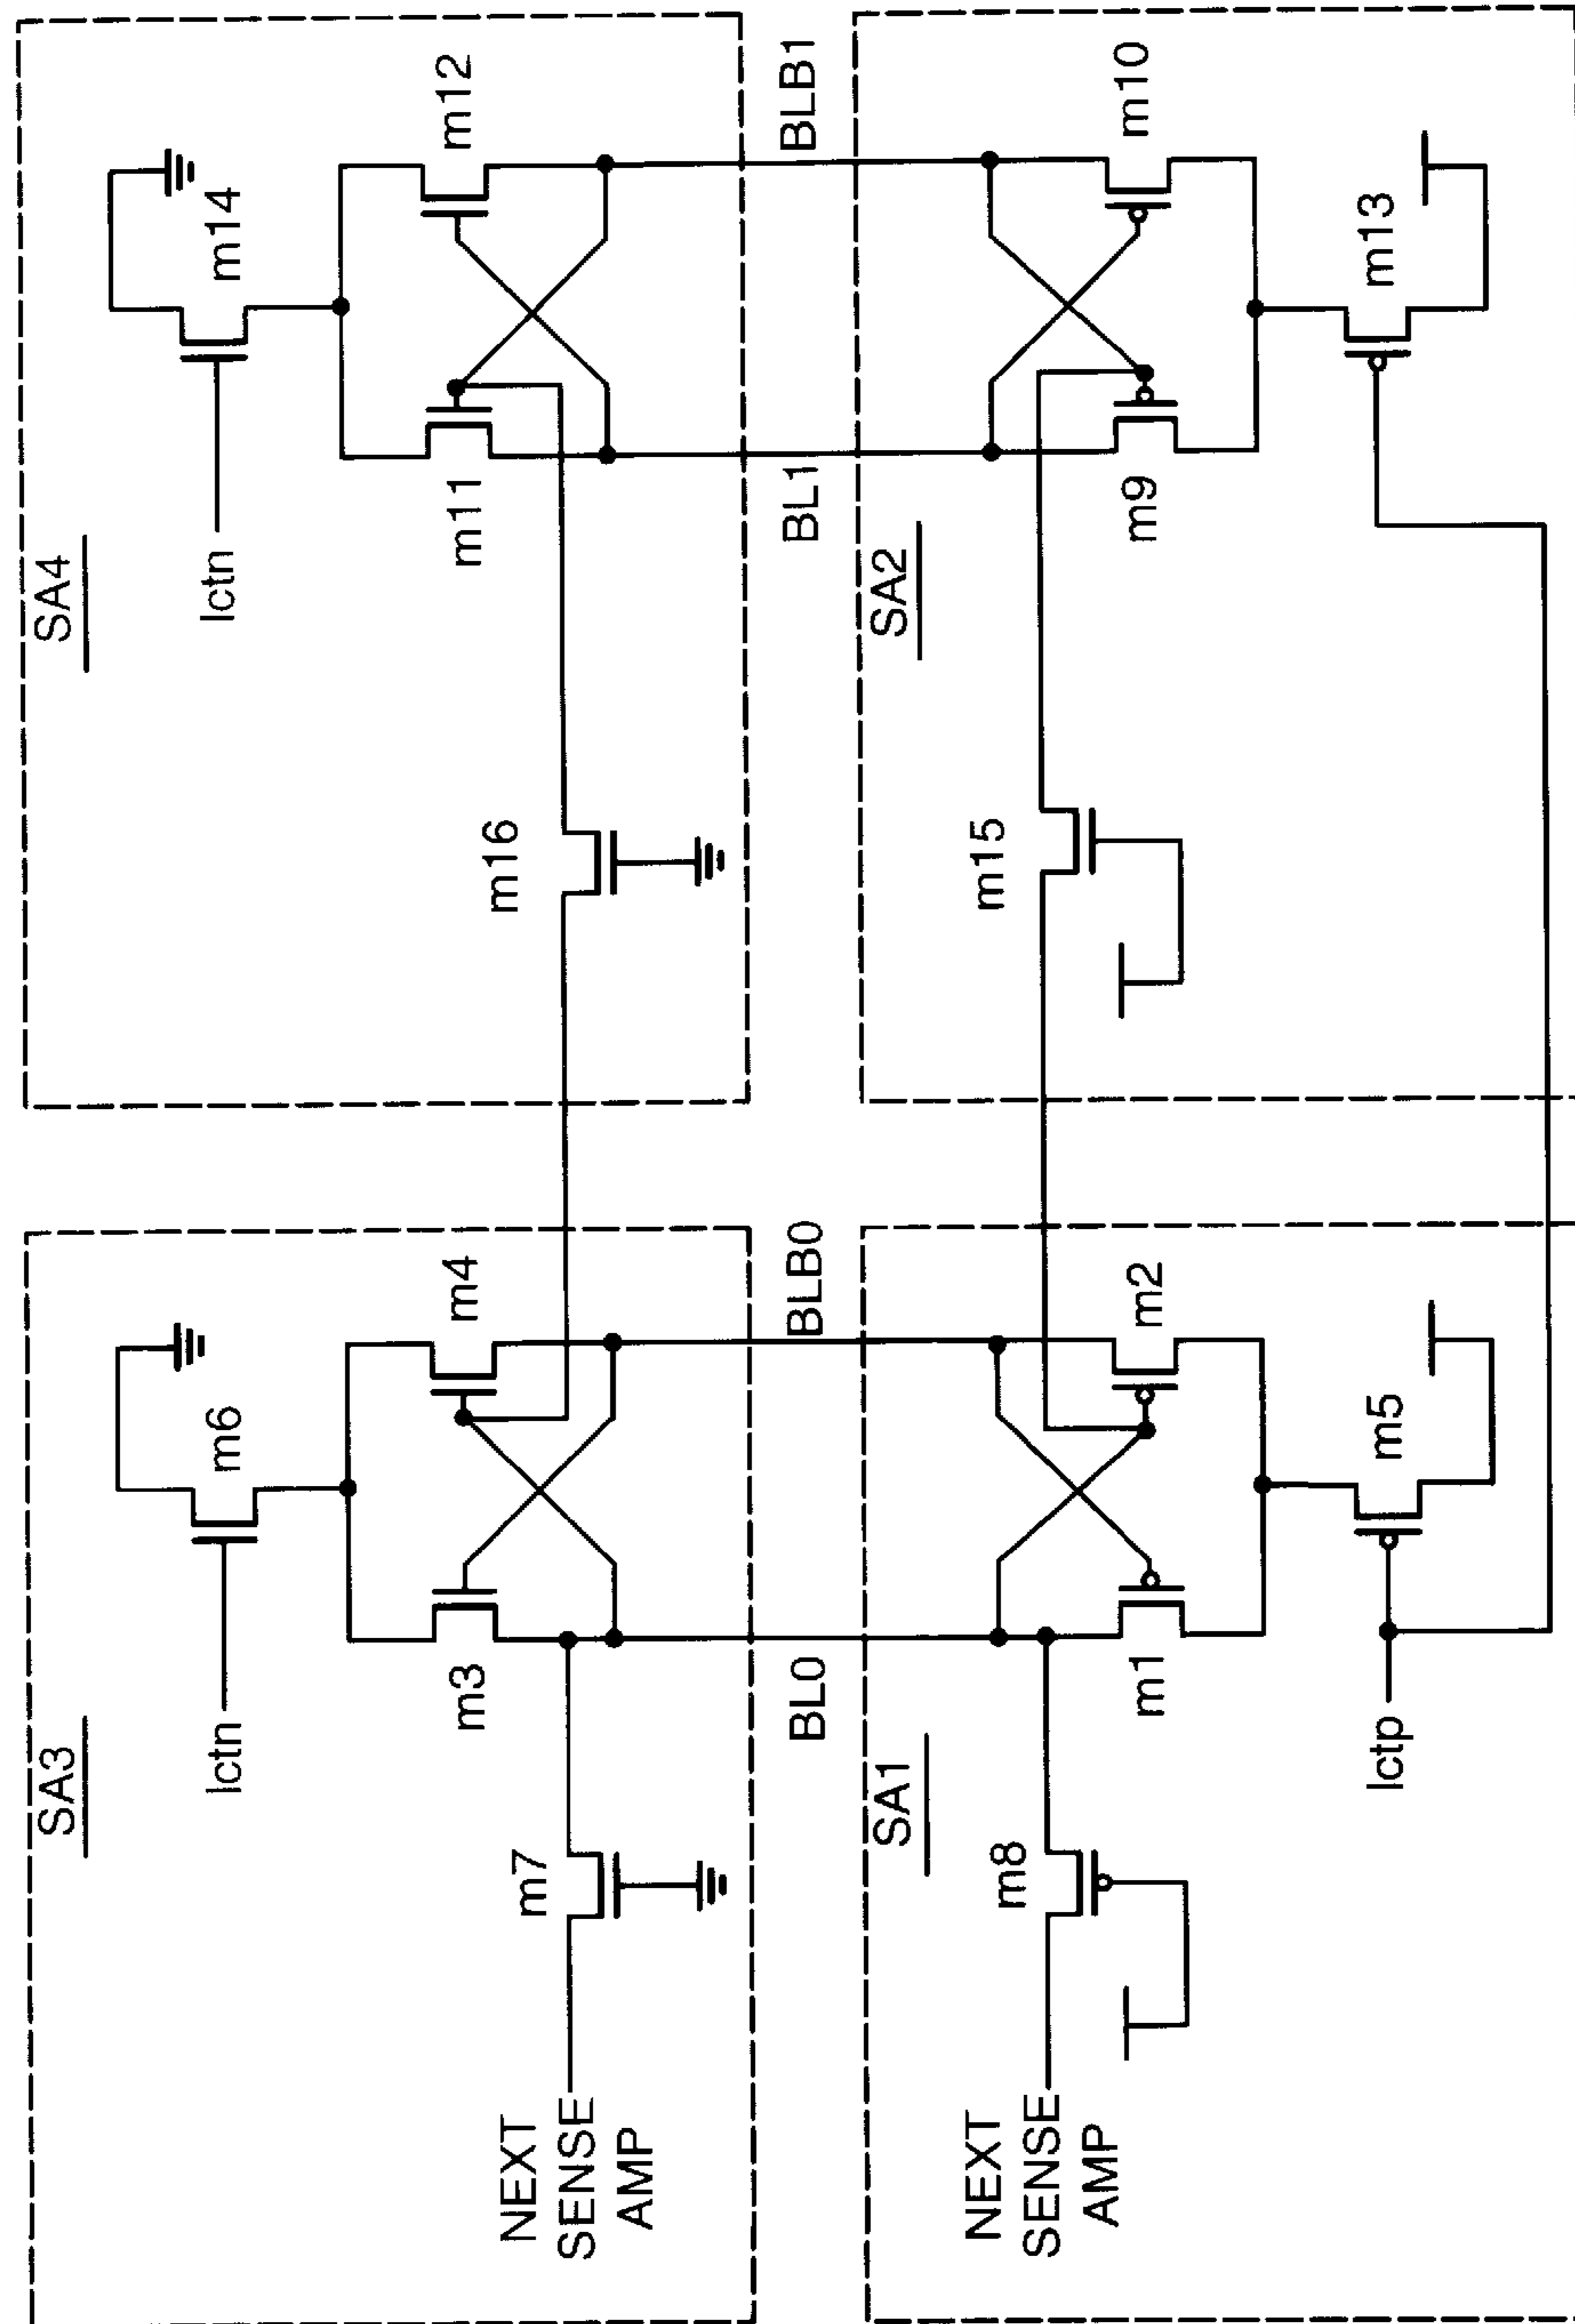 SA3
SA4
lctn
m6
lctn
m14
m3
m4
m11
m12
NEXT
SENSE
AMP
m7
m16
BL0
BLB0
BL1
BLB1
SA1
SA2
NEXT
SENSE
AMP
m8
m15
m1
m2
m9
m10
lctp
m5
m13